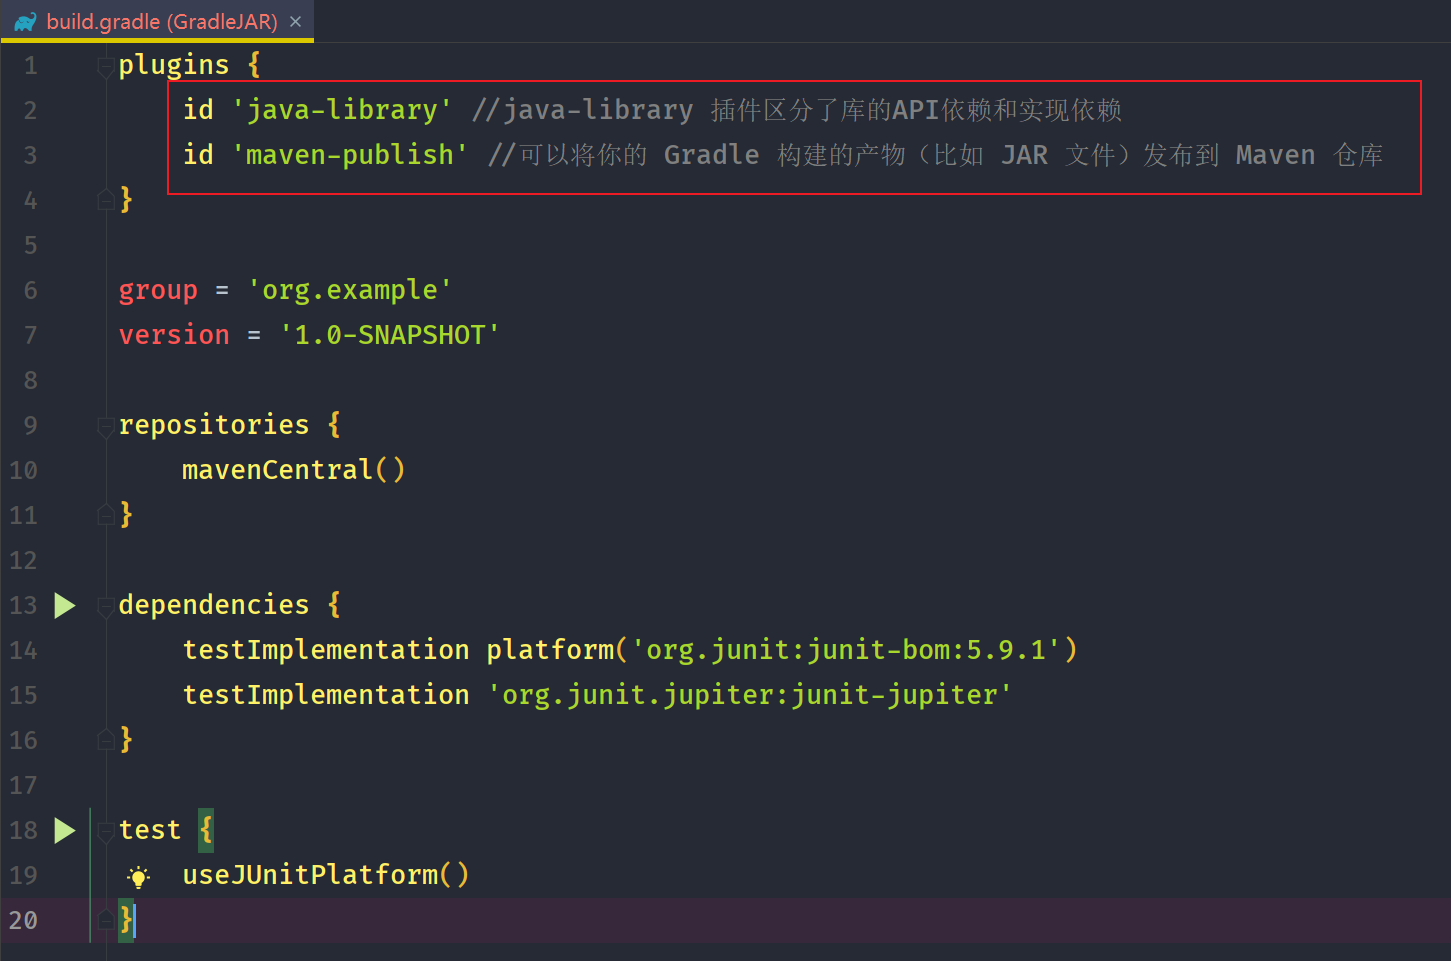 build.gradle (GradleJAR) ×
1 plugins {
2 id 'java-library' //java-library 插件区分了库的API依赖和实现依赖
3 id 'maven-publish' //可以将你的 Gradle 构建的产物（比如 JAR 文件）发布到 Maven 仓库
4 }
5
6 group = 'org.example'
7 version = '1.0-SNAPSHOT'
8
9 repositories {
10 mavenCentral()
11 }
12
13 dependencies {
14 testImplementation platform('org.junit:junit-bom:5.9.1')
15 testImplementation 'org.junit.jupiter:junit-jupiter'
16 }
17
18 test {
19 useJUnitPlatform()
20 }